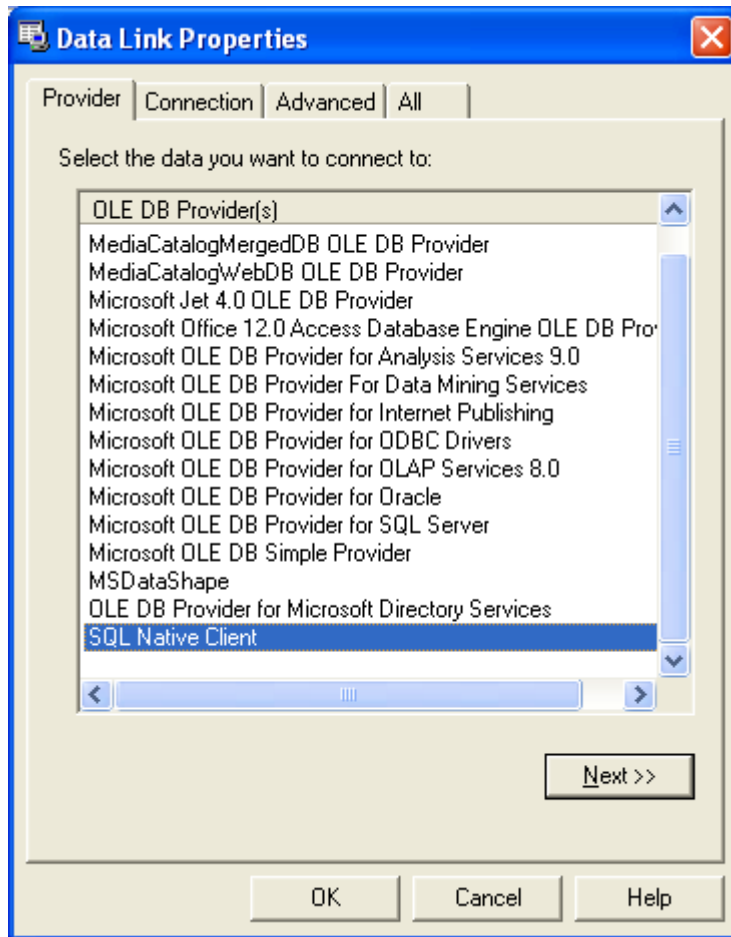 Data Link Properties
Provider Connection Advanced All
Select the data you want to connect to:
OLE DB Provider(s)
MediaCatalogMergedDB OLE DB Provider
MediaCatalogWebDB OLE DB Provider
Microsoft Jet 4.0 OLE DB Provider
Microsoft Office 12.0 Access Database Engine OLE DB Pro
Microsoft OLE DB Provider for Analysis Services 9.0
Microsoft OLE DB Provider For Data Mining Services
Microsoft OLE DB Provider for Internet Publishing
Microsoft OLE DB Provider for ODBC Drivers
Microsoft OLE DB Provider for OLAP Services 8.0
Microsoft OLE DB Provider for Oracle
Microsoft OLE DB Provider for SQL Server
Microsoft OLE DB Simple Provider
MSDataShape
OLE DB Provider for Microsoft Directory Services
SQL Native Client
Next >>
OK Cancel Help